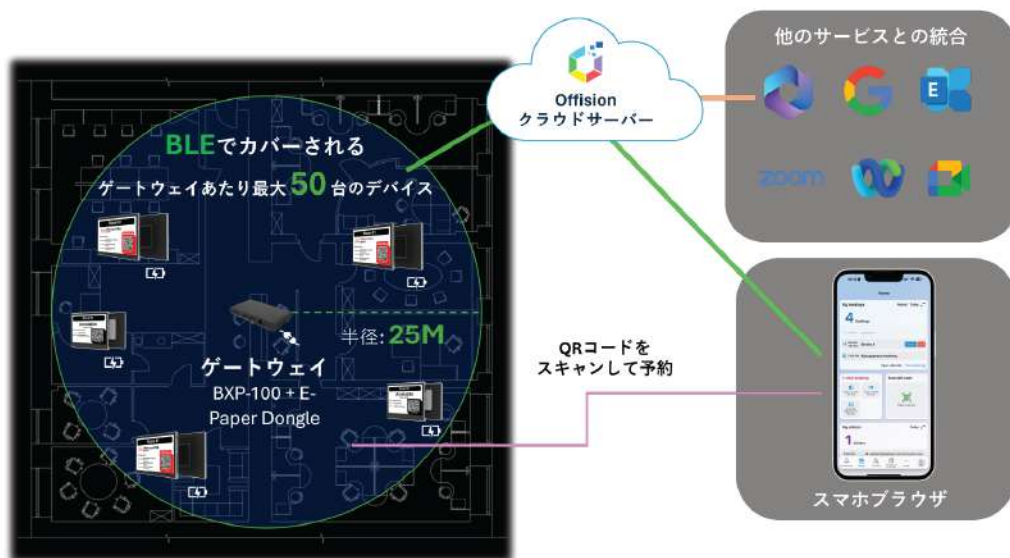 他のサービスとの統合
Offision
クラウドサーバー
E
zoom
BLEでカバーされる
ゲートウェイあたり最大 50 台のデバイス
半径: 25M
ゲートウェイ
BXP-100 + E-
Paper Dongle
QRコードを
スキャンして予約
4
1
スマホブラウザ